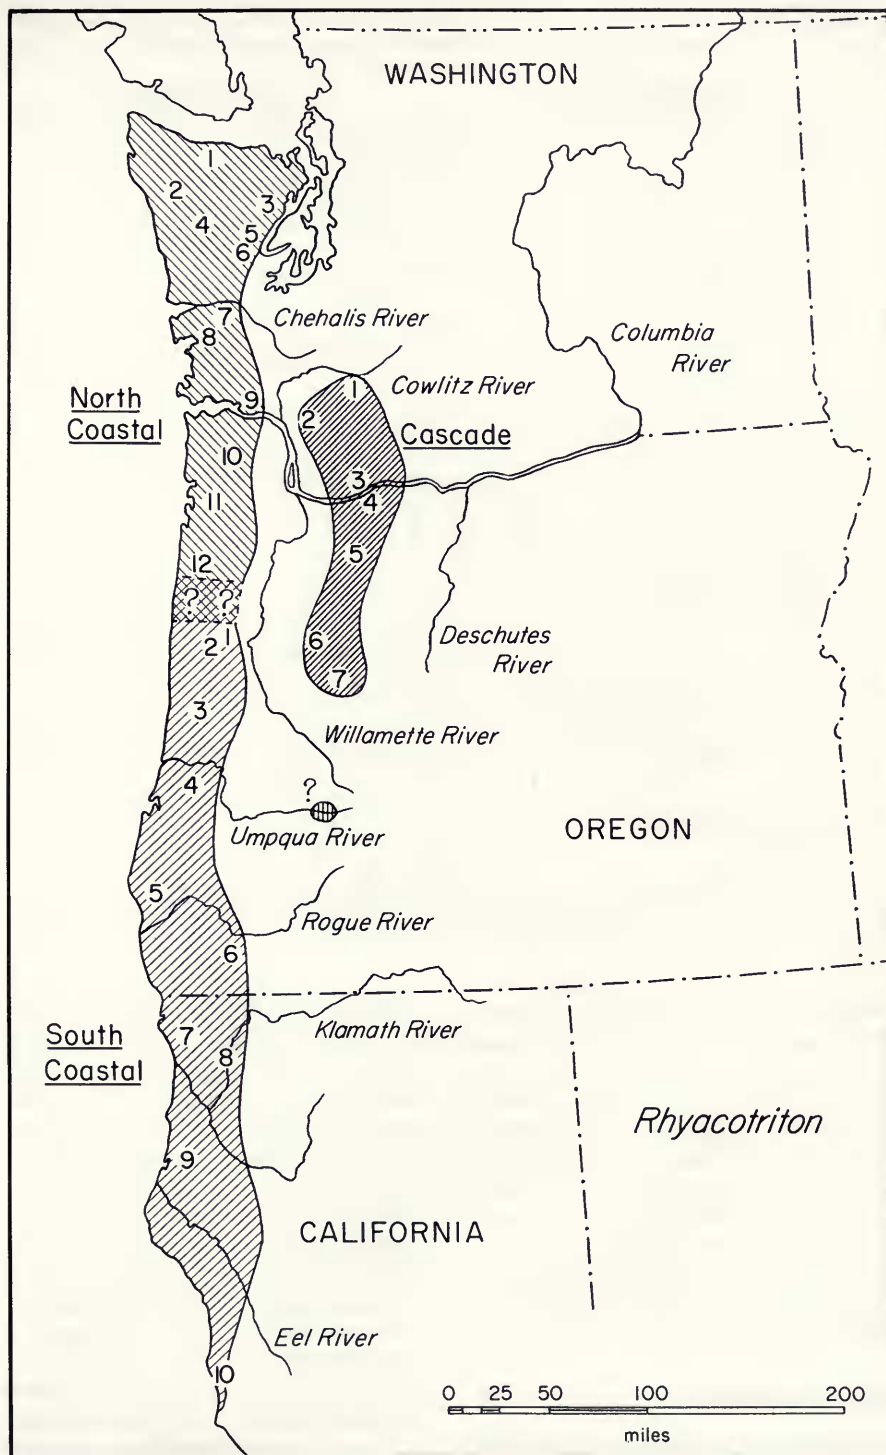 WASHINGTON
1
2
3
4
5
6
7
Chehalis River
8
Columbia
River
North
Coastal
9
1
Cowlitz River
2
Cascade
10
3
4
11
5
12
? ?
1
2
6
Deschutes
River
7
3
Willamette River
4
?
Umpqua River
OREGON
5
Rogue River
6
7
Klamath River
South
Coastal
8
Rhyacotriton
9
CALIFORNIA
Eel River
10
0 25 50 100 200
miles